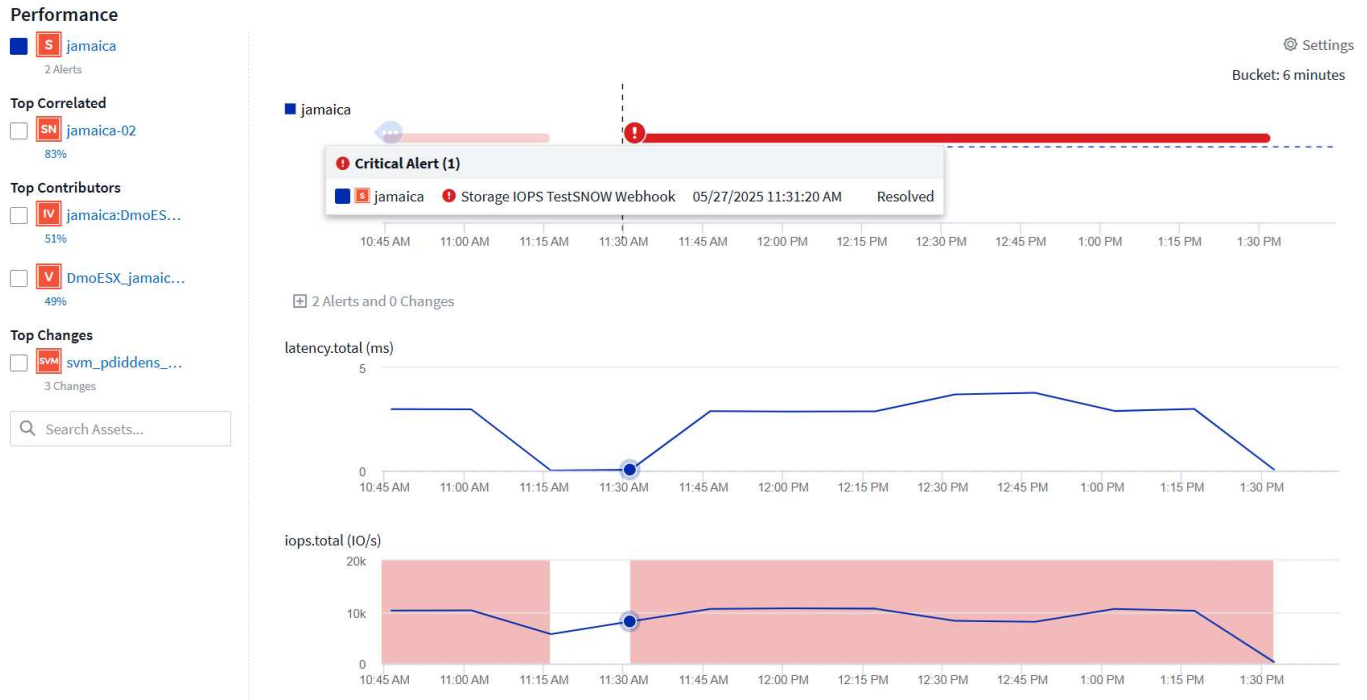 Performance
S jamaica
2 Alerts
Top Correlated
SN jamaica-02
83%
Top Contributors
IV jamaica:DmoES...
51%
V DmoESX_jamaic...
49%
Top Changes
SVM svm_pdiddens_...
3 Changes
Search Assets...
Settings
Bucket: 6 minutes
jamaica
Critical Alert (1)
S jamaica Storage IOPS TestSNOW Webhook 05/27/2025 11:31:20 AM Resolved
10:45 AM 11:00 AM 11:15 AM 11:30 AM 11:45 AM 12:00 PM 12:15 PM 12:30 PM 12:45 PM 1:00 PM 1:15 PM 1:30 PM
2 Alerts and 0 Changes
latency.total (ms)
5
0
10:45 AM 11:00 AM 11:15 AM 11:30 AM 11:45 AM 12:00 PM 12:15 PM 12:30 PM 12:45 PM 1:00 PM 1:15 PM 1:30 PM
iops.total (IO/s)
20k
10k
0
10:45 AM 11:00 AM 11:15 AM 11:30 AM 11:45 AM 12:00 PM 12:15 PM 12:30 PM 12:45 PM 1:00 PM 1:15 PM 1:30 PM